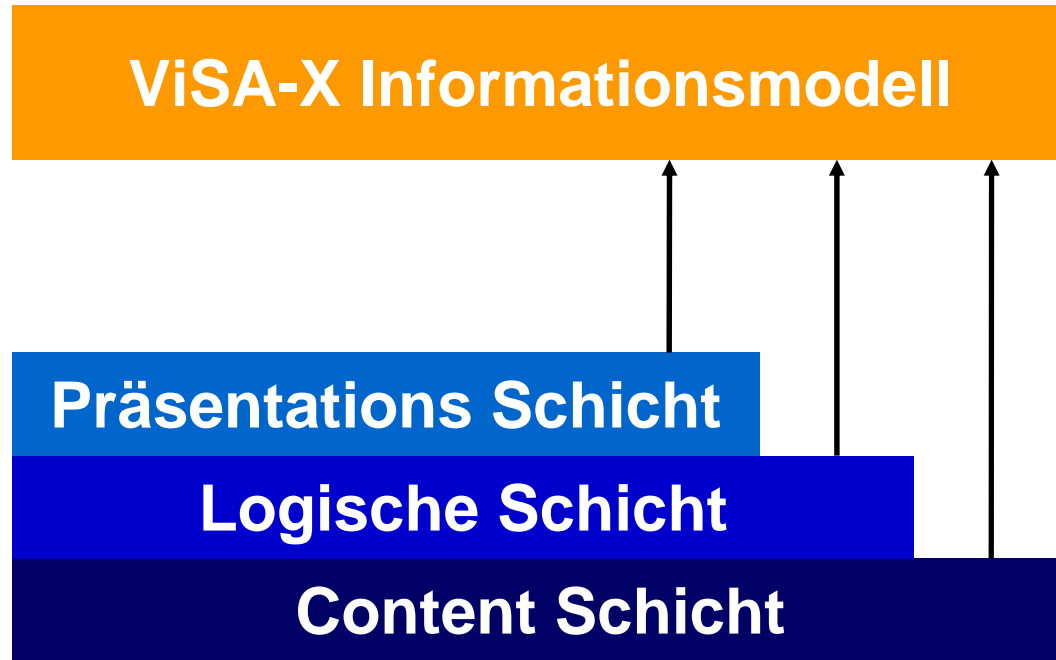 ViSA-X Informationsmodell
Präsentations Schicht
Logische Schicht
Content Schicht